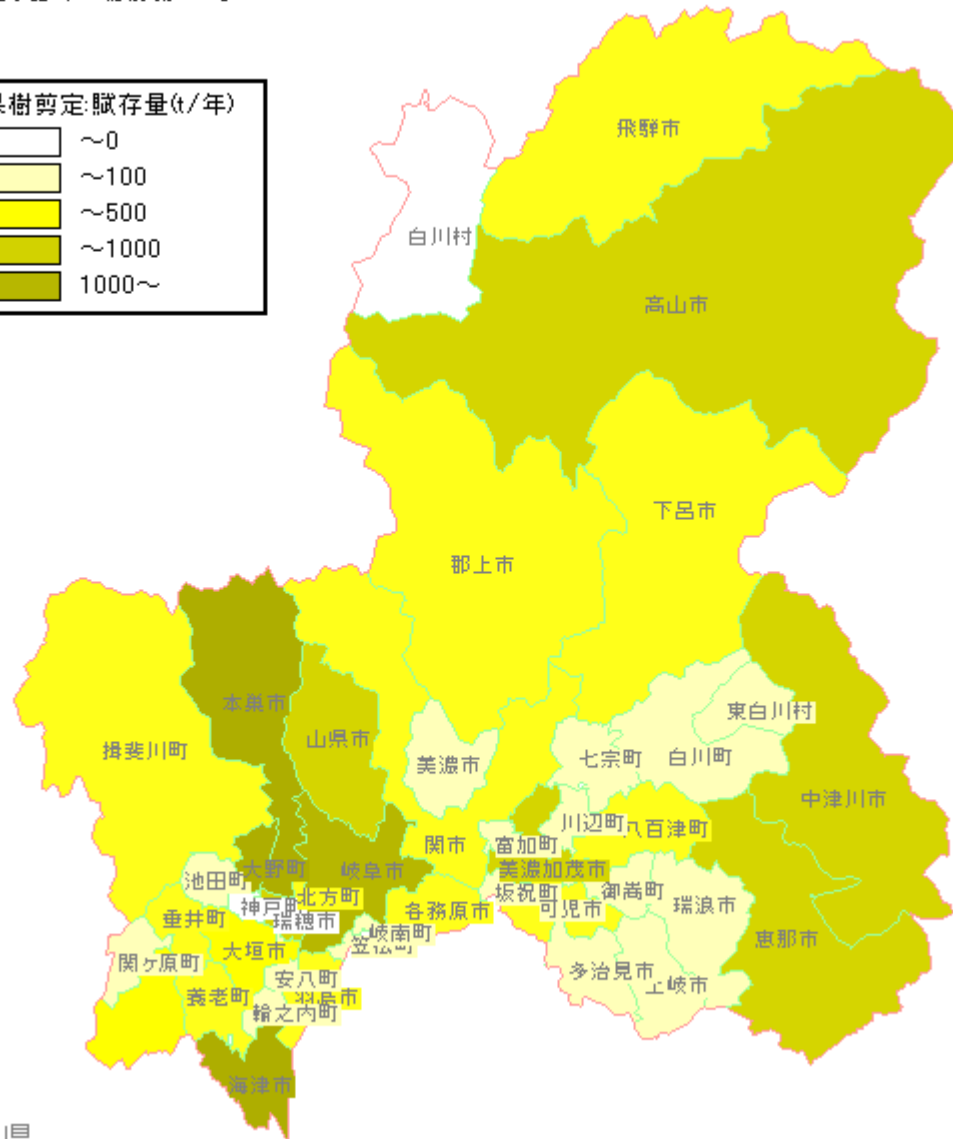 樹剪定:賦存量(t/年)
～0
～100
～500
～1000
1000～
飛騨市
白川村
高山市
下呂市
郡上市
東白川村
本巣市
山県市
揖斐川町
美濃市
七宗町
白川町
中津川市
川辺町
八百津町
富加町
関市
大野町
岐阜市
美濃加茂市
池田町
坂祝町
御嵩町
北方町
神戸町
可児市
瑞浪市
各務原市
垂井町
瑞穂市
岐南町
恵那市
笠松町
大垣市
関ヶ原町
多治見市
安八町
土岐市
養老町
羽島市
輪之内町
海津市